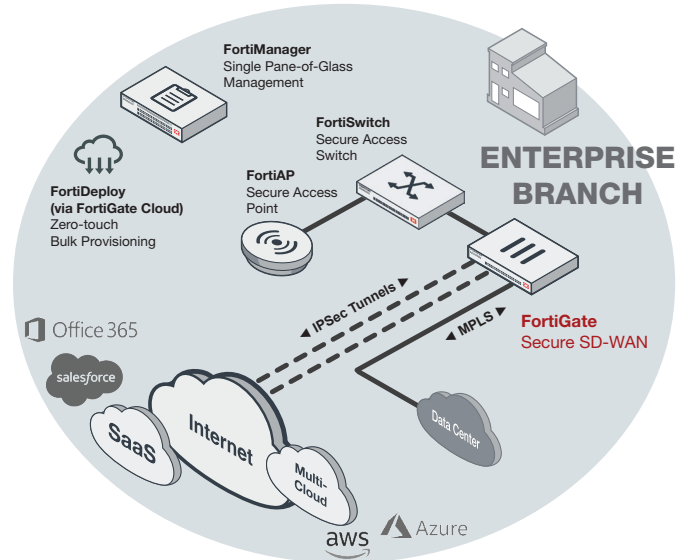 FortiManager
Single Pane-of-Glass
Management
FortiDeploy
(via FortiGate Cloud)
Zero-touch
Bulk Provisioning
FortiSwitch
Secure Access
Switch
FortiAP
Secure Access
Point
ENTERPRISE
BRANCH
IPSec Tunnels
MPLS
FortiGate
Secure SD-WAN
Office 365
salesforce
SaaS
Internet
Multi-
Cloud
Data Center
aws
Azure